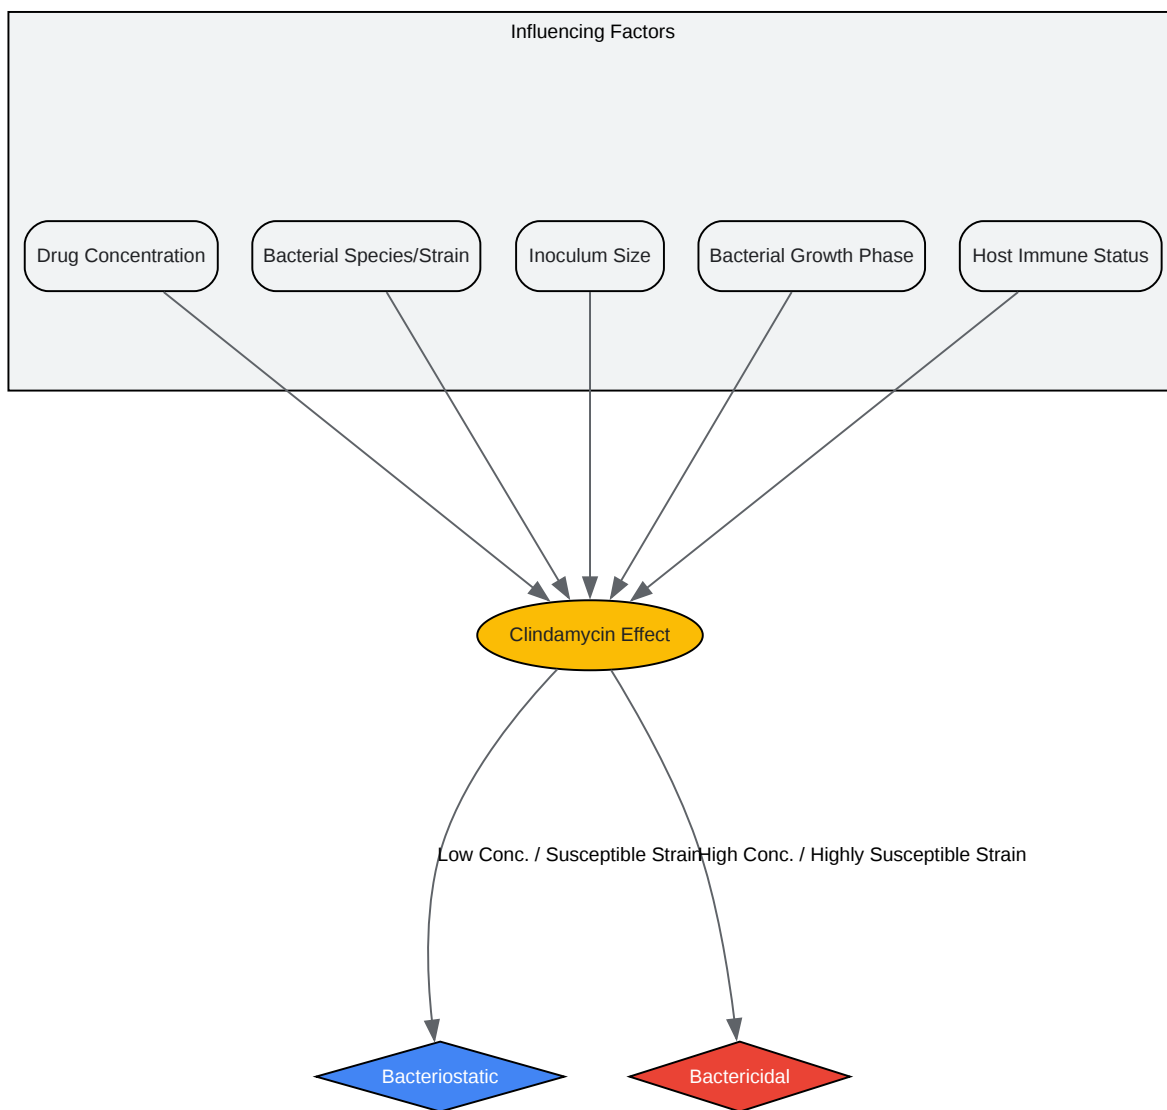 Influencing Factors
Drug Concentration
Bacterial Species/Strain
Inoculum Size
Bacterial Growth Phase
Host Immune Status
Clindamycin Effect
Low Conc. / Susceptible Strain
High Conc. / Highly Susceptible Strain
Bacteriostatic
Bactericidal